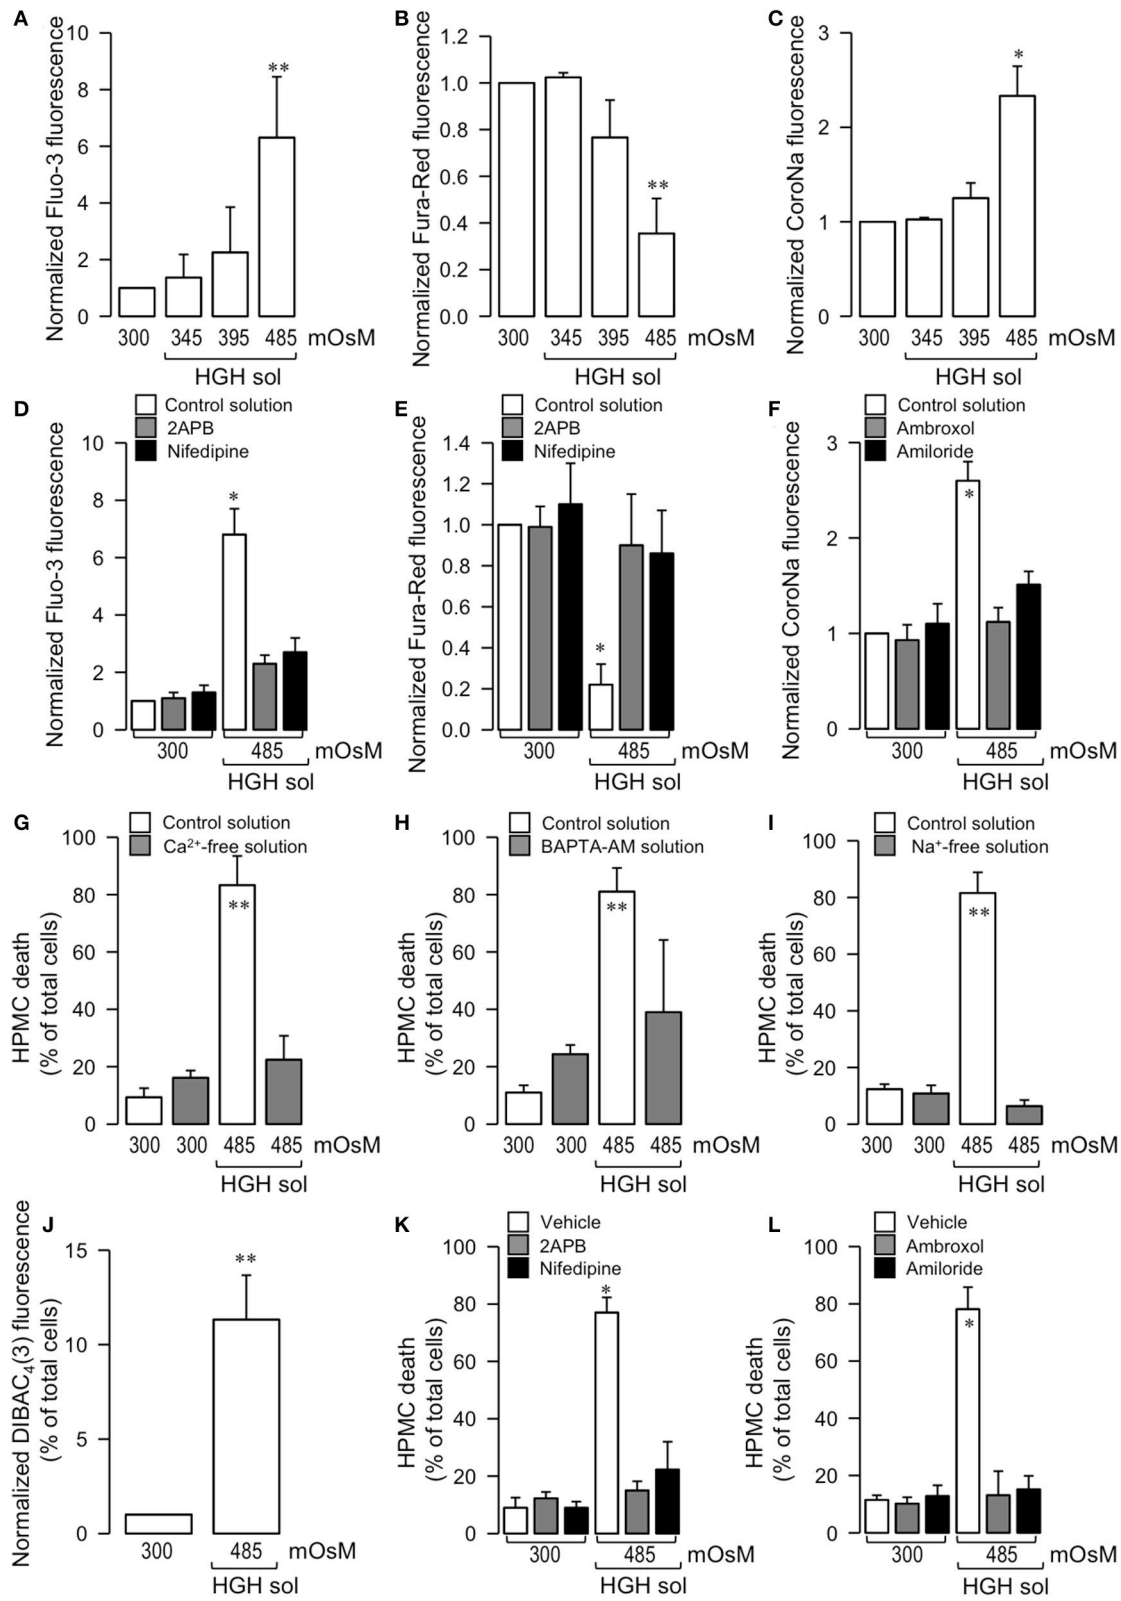 A
Normalized Fluo-3 fluorescence
10
8
6
4
2
0
300 345 395 485 mOsM
HGH sol
B
Normalized Fura-Red fluorescence
1.2
1.0
0.8
0.6
0.4
0.2
0.0
300 345 395 485 mOsM
HGH sol
C
Normalized CoroNa fluorescence
3
2
1
0
300 345 395 485 mOsM
HGH sol
**
**
*
D
Control solution
2APB
Nifedipine
Normalized Fluo-3 fluorescence
10
8
6
4
2
0
*
300 485 mOsM
HGH sol
E
Control solution
2APB
Nifedipine
Normalized Fura-Red fluorescence
1.4
1.2
1.0
0.8
0.6
0.4
0.2
0.0
*
300 485 mOsM
HGH sol
F
Control solution
Ambroxol
Amiloride
Normalized CoroNa fluorescence
3
2
1
0
*
300 485 mOsM
HGH sol
G
Control solution
Ca²⁺-free solution
HPMC death
(% of total cells)
100
80
60
40
20
0
**
300 300 485 485 mOsM
HGH sol
H
Control solution
BAPTA-AM solution
HPMC death
(% of total cells)
100
80
60
40
20
0
**
300 300 485 485 mOsM
HGH sol
I
Control solution
Na⁺-free solution
HPMC death
(% of total cells)
100
80
60
40
20
0
**
300 300 485 485 mOsM
HGH sol
J
Normalized DIBAC₄(3) fluorescence
(% of total cells)
15
10
5
0
**
300 485 mOsM
HGH sol
K
Vehicle
2APB
Nifedipine
HPMC death
(% of total cells)
100
80
60
40
20
0
*
300 485 mOsM
HGH sol
L
Vehicle
Ambroxol
Amiloride
HPMC death
(% of total cells)
100
80
60
40
20
0
*
300 485 mOsM
HGH sol